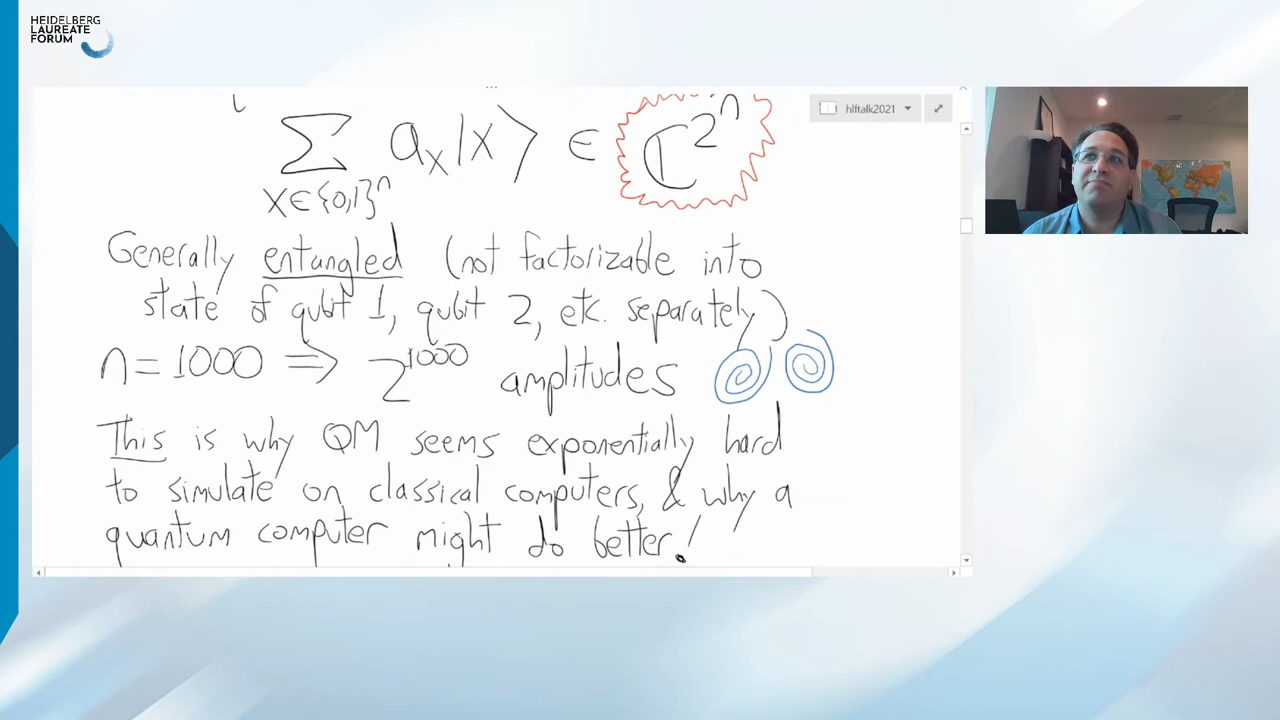 HEIDELBERG
LAUREATE
FORUM
hlftalk2021
∑ aₓ|x⟩ ∈ ℂ^2^n
x∈{0,1}^n
Generally entangled (not factorizable into
state of qubit 1, qubit 2, etc. separately)
n=1000 ⇒ 2^1000 amplitudes
This is why QM seems exponentially hard
to simulate on classical computers, & why a
quantum computer might do better!